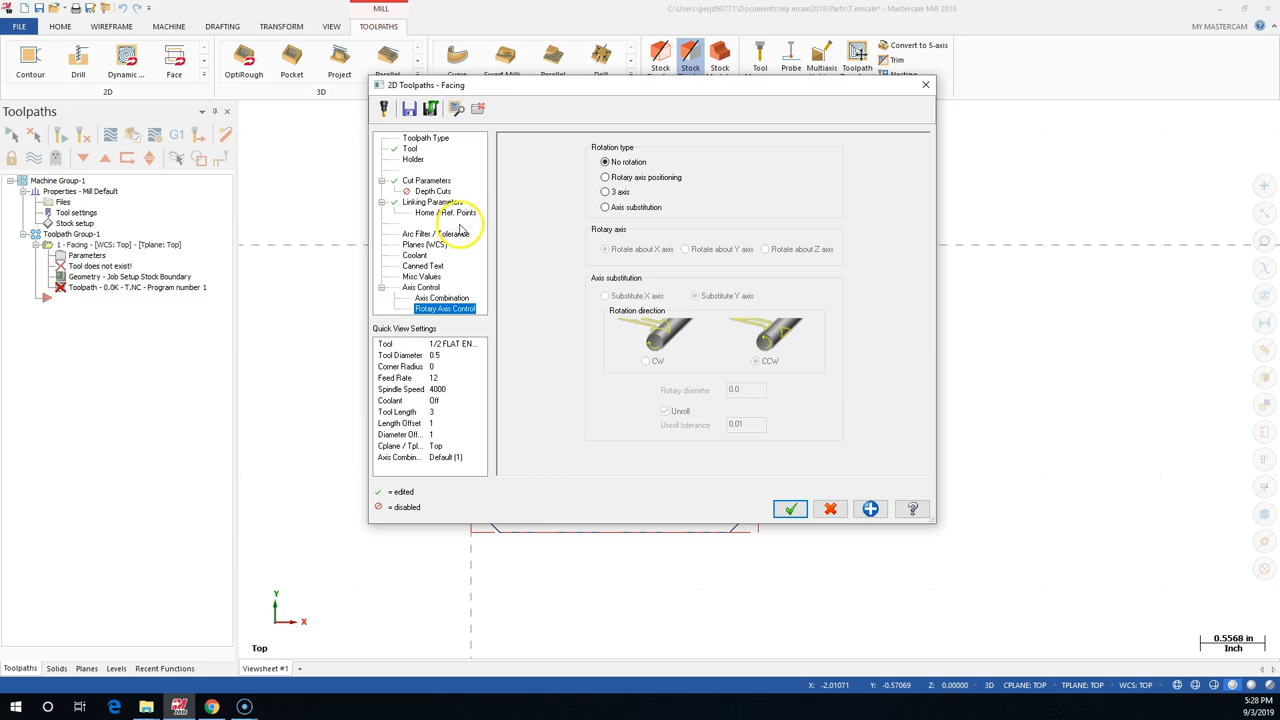 MILL
C:\Users\gerjd90771\Documents\my mcam2018\Parts\T.emcam* - Mastercam Mill 2018
FILE HOME WIREFRAME MACHINE DRAFTING TRANSFORM VIEW TOOLPATHS MY MASTERCAM
Contour Drill Dynamic ... Face OptiRough Pocket Project Parallel Curve Swarf Mill Parallel Drill Stock Stock Stock Tool Probe Multiaxis Toolpath
Convert to 5-axis
Trim
Nesting
2D 3D
2D Toolpaths - Facing
Toolpaths
Machine Group-1
Properties - Mill Default
Files
Tool settings
Stock setup
Toolpath Group-1
1 - Facing - [WCS: Top] - [Tplane: Top]
Parameters
Tool does not exist!
Geometry - Job Setup Stock Boundary
Toolpath - 0.0K - T.NC - Program number 1
Toolpath Type
Tool
Holder
Cut Parameters
Depth Cuts
Linking Parameters
Home / Ref. Points
Arc Filter / Tolerance
Planes (WCS)
Coolant
Canned Text
Misc Values
Axis Control
Axis Combination
Rotary Axis Control
Quick View Settings
Tool 1/2 FLAT EN...
Tool Diameter 0.5
Corner Radius 0
Feed Rate 12
Spindle Speed 4000
Coolant Off
Tool Length 3
Length Offset 1
Diameter Off... 1
Cplane / Tpl... Top
Axis Combin... Default (1)
= edited
= disabled
Rotation type
No rotation
Rotary axis positioning
3 axis
Axis substitution
Rotary axis
Rotate about X axis Rotate about Y axis Rotate about Z axis
Axis substitution
Substitute X axis Substitute Y axis
Rotation direction
CW CCW
Rotary diameter 0.0
Unroll
Unroll tolerance 0.01
Y
X
Top
0.5568 in
Inch
Toolpaths Solids Planes Levels Recent Functions
Viewsheet #1 +
X: -2.01071 Y: -0.57069 Z: 0.00000 3D CPLANE: TOP TPLANE: TOP WCS: TOP
2018
5:28 PM
9/3/2019